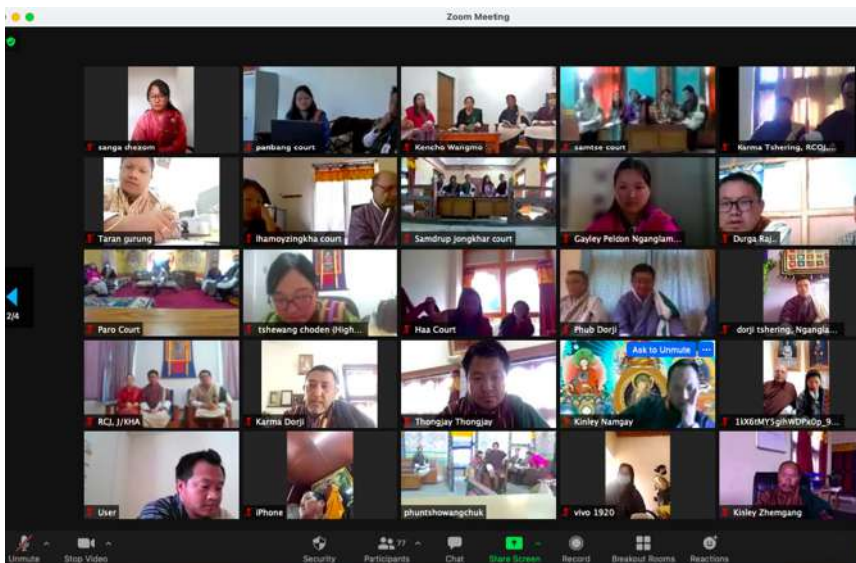 Zoom Meeting
sanga dhezom
panbang court
Kencho Wangmo
samtse court
Karma Tshering, RCOJ,...
Taran gurung
lhamoyzingkha court
Samdrup jongkhar court
Gayley Peldon Nganglam...
Durga Raj..
2/4
Paro Court
tshewang choden (High...
Haa Court
Phub Dorji
dorji tshering, Ngangla...
Ask to Unmute
RCJ, J/KHA
Karma Dorji
Thongjay Thongjay
Kinley Namgay
User
iPhone
phuntshowangchuk
vivo 1920
Kisley Zhemgang
Unmute
Stop Video
Security
Participants
77
Chat
Share Screen
Record
Breakout Rooms
Reactions